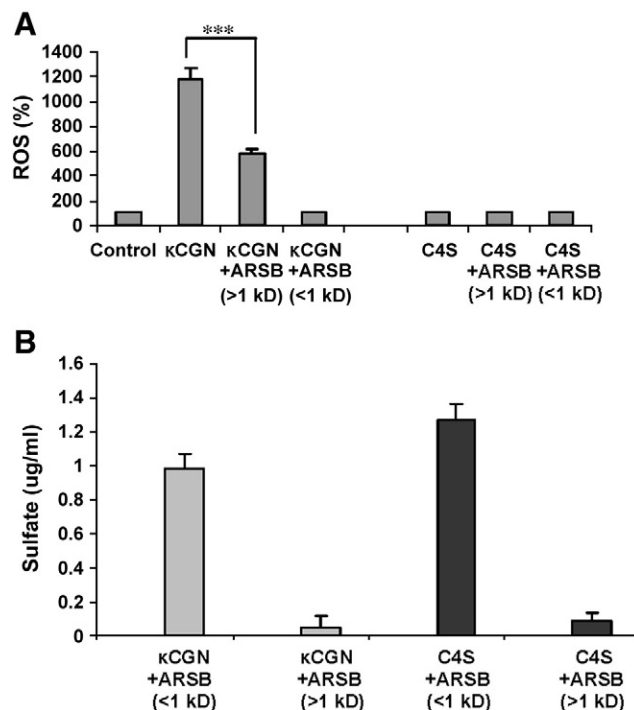 A
***
ROS (%)
1400
1200
1000
800
600
400
200
0
Control
κCGN
κCGN
+ARSB
(>1 kD)
κCGN
+ARSB
(<1 kD)
C4S
C4S
+ARSB
(>1 kD)
C4S
+ARSB
(<1 kD)
B
Sulfate (ug/ml)
1.6
1.4
1.2
1
0.8
0.6
0.4
0.2
0
κCGN
+ARSB
(<1 kD)
κCGN
+ARSB
(>1 kD)
C4S
+ARSB
(<1 kD)
C4S
+ARSB
(>1 kD)